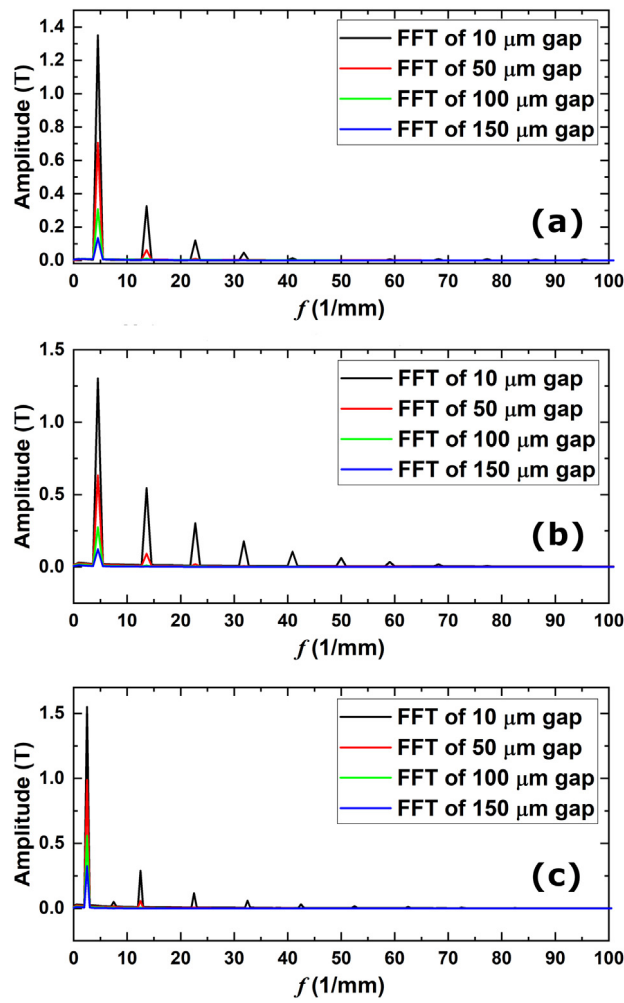 1.4
1.2
1.0
0.8
0.6
0.4
0.2
0.0
Amplitude (T)
FFT of 10 μm gap
FFT of 50 μm gap
FFT of 100 μm gap
FFT of 150 μm gap
(a)
0 10 20 30 40 50 60 70 80 90 100
f (1/mm)
1.5
1.0
0.5
0.0
Amplitude (T)
FFT of 10 μm gap
FFT of 50 μm gap
FFT of 100 μm gap
FFT of 150 μm gap
(b)
0 10 20 30 40 50 60 70 80 90 100
f (1/mm)
1.5
1.0
0.5
0.0
Amplitude (T)
FFT of 10 μm gap
FFT of 50 μm gap
FFT of 100 μm gap
FFT of 150 μm gap
(c)
0 10 20 30 40 50 60 70 80 90 100
f (1/mm)